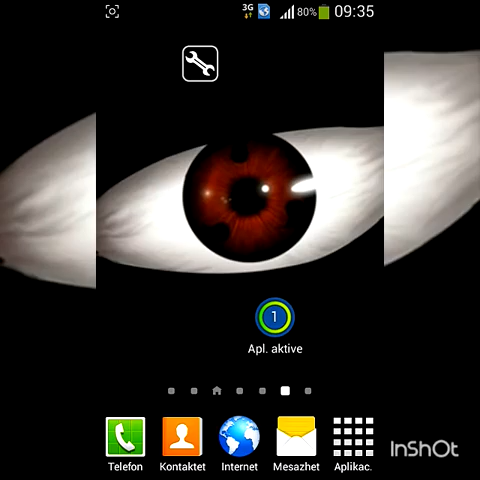 3G 80% 09:35
1
Apl. aktive
Telefon Kontaktet Internet Mesazhet Aplikac.
InShOt